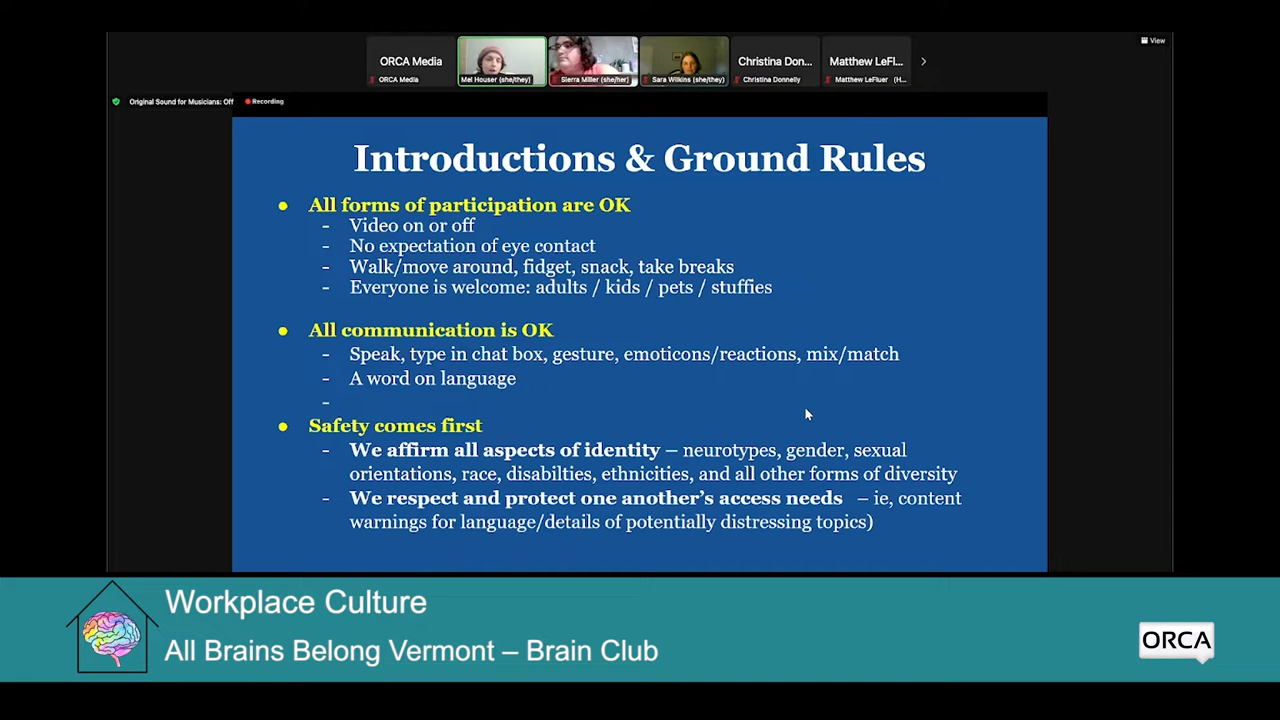 View
ORCA Media
Christina Don...
Matthew LeFl...
ORCA Media
Mel Houser (she/they)
Sierra Miller (she/her)
Sara Wilkins (she/they)
Christina Donnelly
Matthew LeFluer (H...
Original Sound for Musicians: Off
Recording
Introductions & Ground Rules
● All forms of participation are OK
- Video on or off
- No expectation of eye contact
- Walk/move around, fidget, snack, take breaks
- Everyone is welcome: adults / kids / pets / stuffies
● All communication is OK
- Speak, type in chat box, gesture, emoticons/reactions, mix/match
- A word on language
-
● Safety comes first
- We affirm all aspects of identity – neurotypes, gender, sexual
orientations, race, disabilties, ethnicities, and all other forms of diversity
- We respect and protect one another's access needs – ie, content
warnings for language/details of potentially distressing topics)
Workplace Culture
All Brains Belong Vermont – Brain Club
ORCA